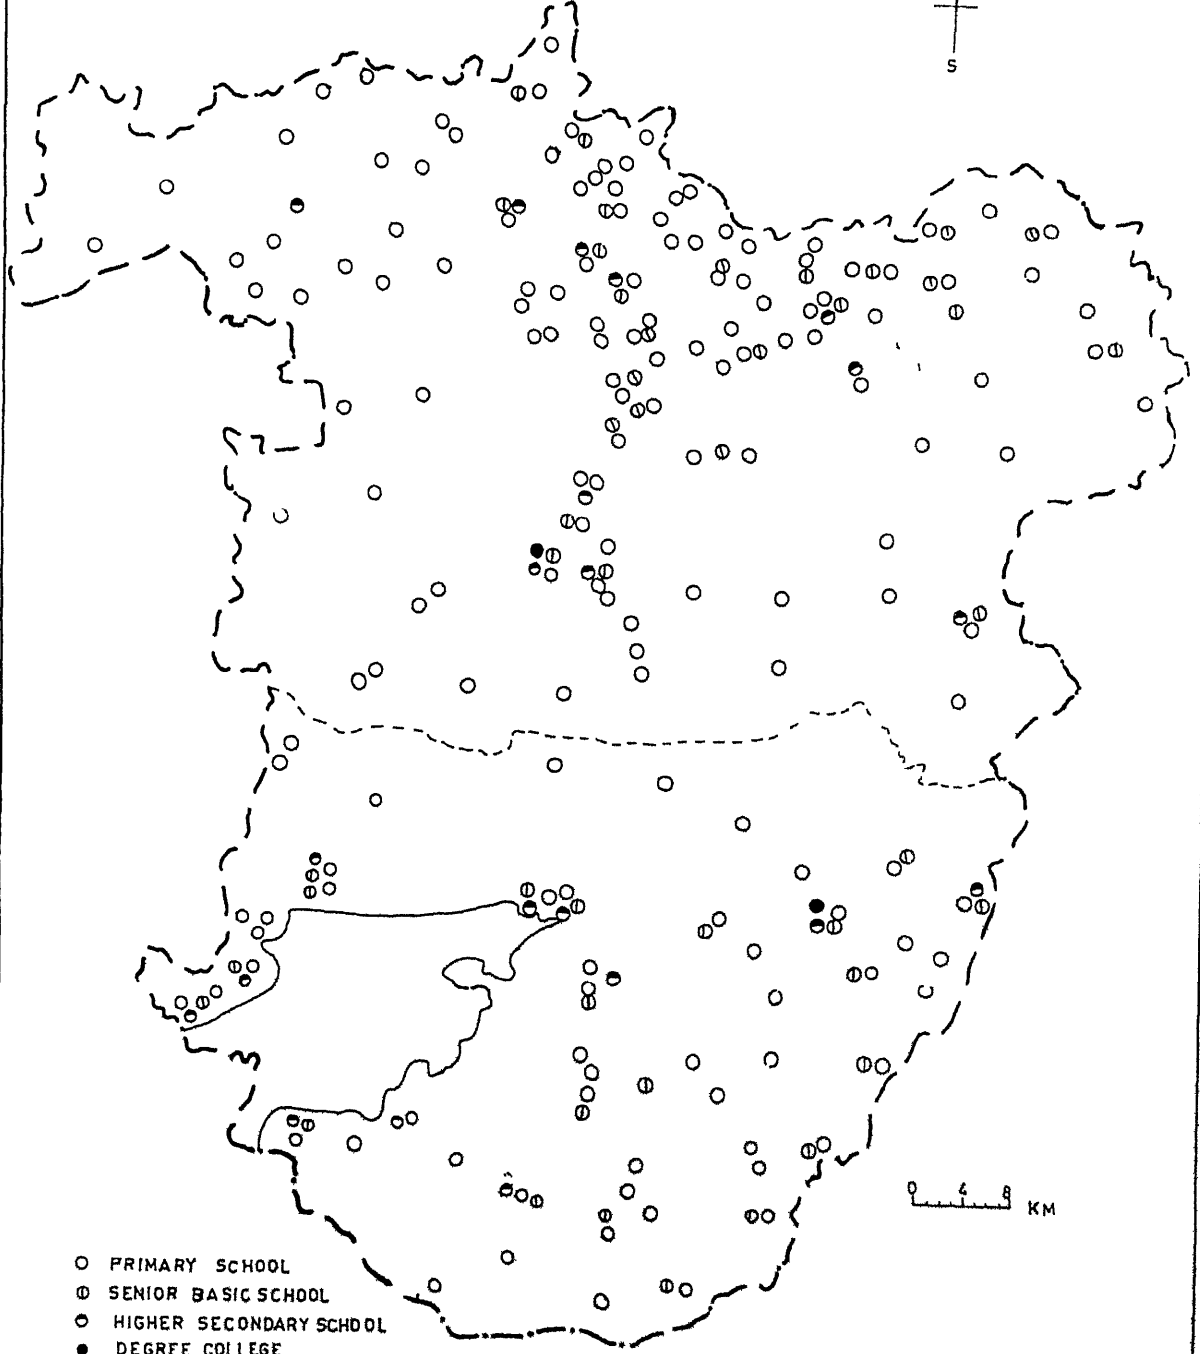 S
0 4 8 KM
PRIMARY SCHOOL
SENIOR BASIC SCHOOL
HIGHER SECONDARY SCHOOL
DEGREE COLLEGE